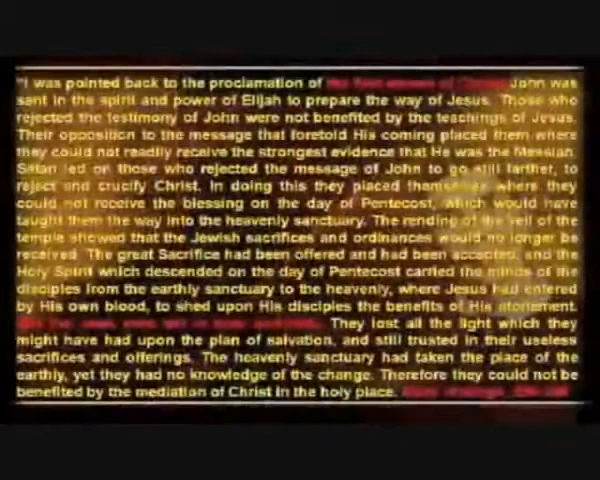 "I was pointed back to the proclamation of the first advent of Christ. John was
sent in the spirit and power of Elijah to prepare the way of Jesus. Those who
rejected the testimony of John were not benefited by the teachings of Jesus.
Their opposition to the message that foretold His coming placed them where
they could not readily receive the strongest evidence that He was the Messiah.
Satan led on those who rejected the message of John to go still farther, to
reject and crucify Christ. In doing this they placed themselves where they
could not receive the blessing on the day of Pentecost, which would have
taught them the way into the heavenly sanctuary. The rending of the veil of the
temple showed that the Jewish sacrifices and ordinances would no longer be
received. The great Sacrifice had been offered and had been accepted, and the
Holy Spirit which descended on the day of Pentecost carried the minds of the
disciples from the earthly sanctuary to the heavenly, where Jesus had entered
by His own blood, to shed upon His disciples the benefits of His atonement.
They lost all the light which they
might have had upon the plan of salvation, and still trusted in their useless
sacrifices and offerings. The heavenly sanctuary had taken the place of the
earthly, yet they had no knowledge of the change. Therefore they could not be
benefited by the mediation of Christ in the holy place.